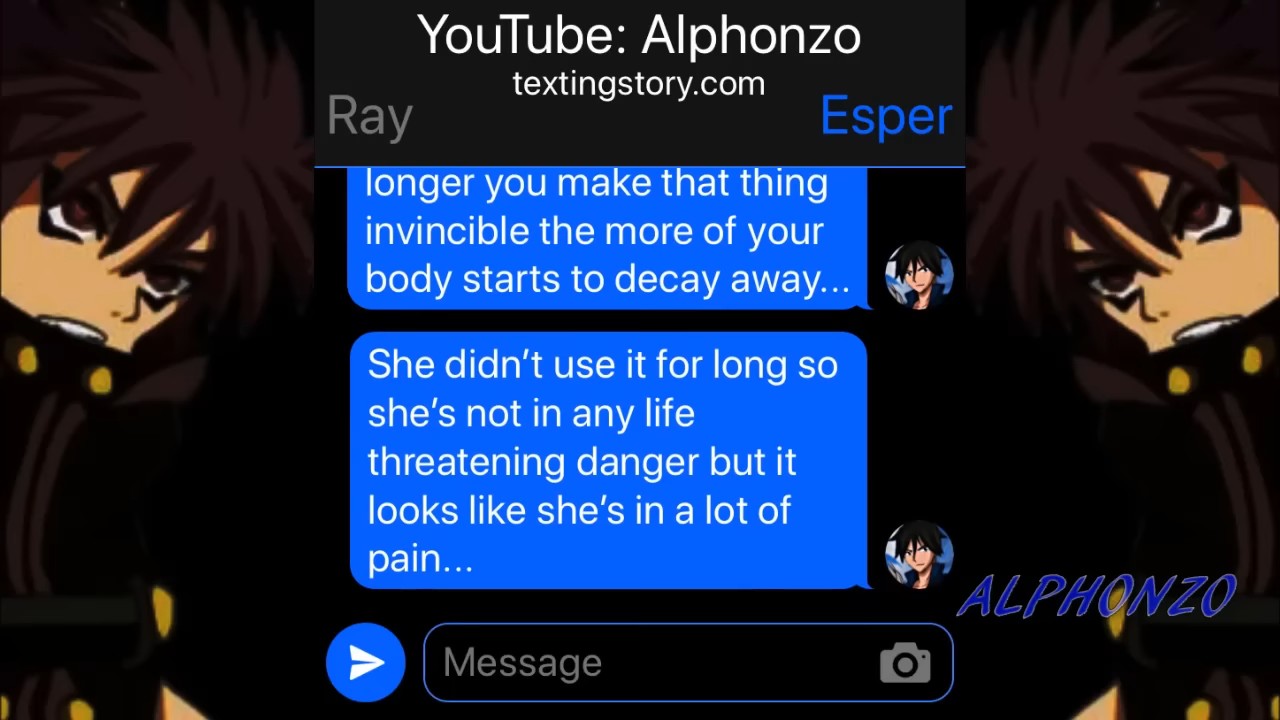 YouTube: Alphonzo
textingstory.com
Ray
Esper
longer you make that thing
invincible the more of your
body starts to decay away...
She didn’t use it for long so
she’s not in any life
threatening danger but it
looks like she’s in a lot of
pain...
ALPHONZO
Message